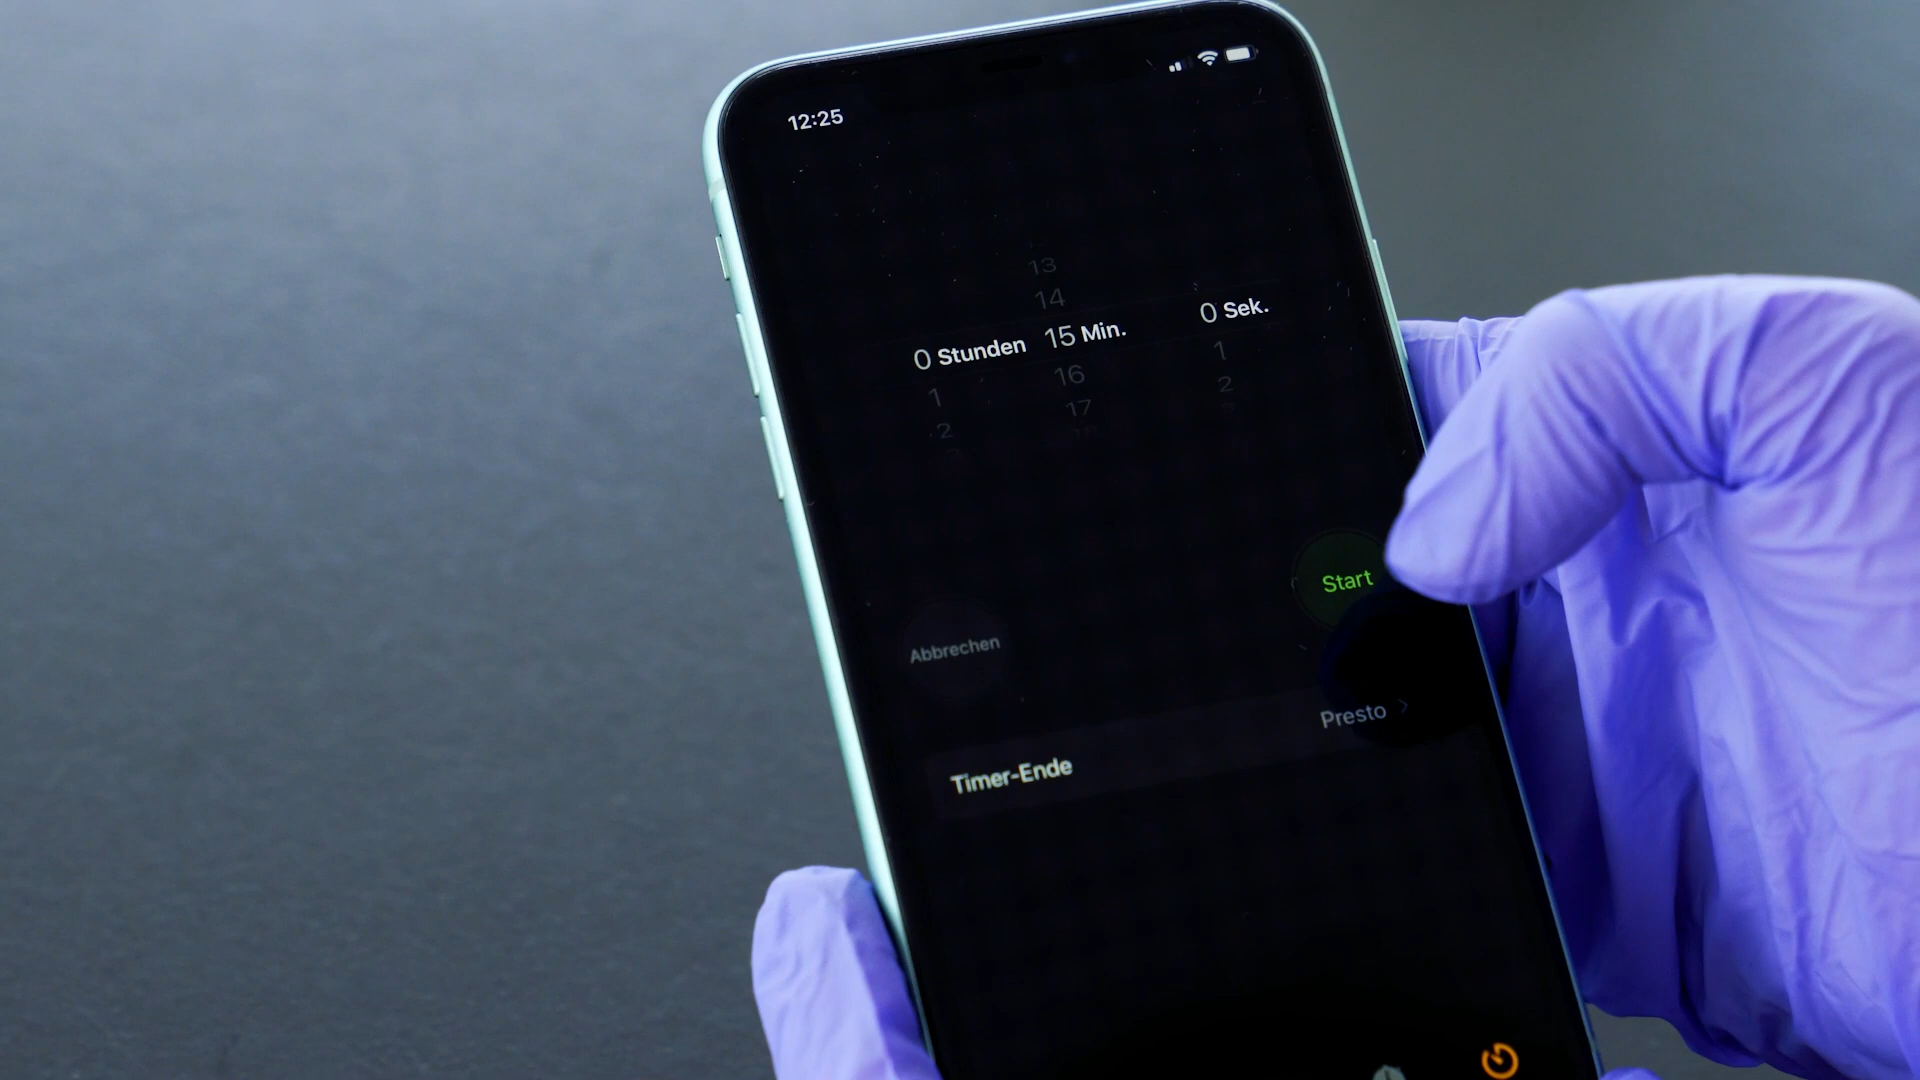 12:25
13
14
0 Stunden 15 Min. 0 Sek.
1 16 1
2 17 2
Start
Abbrechen
Presto
Timer-Ende